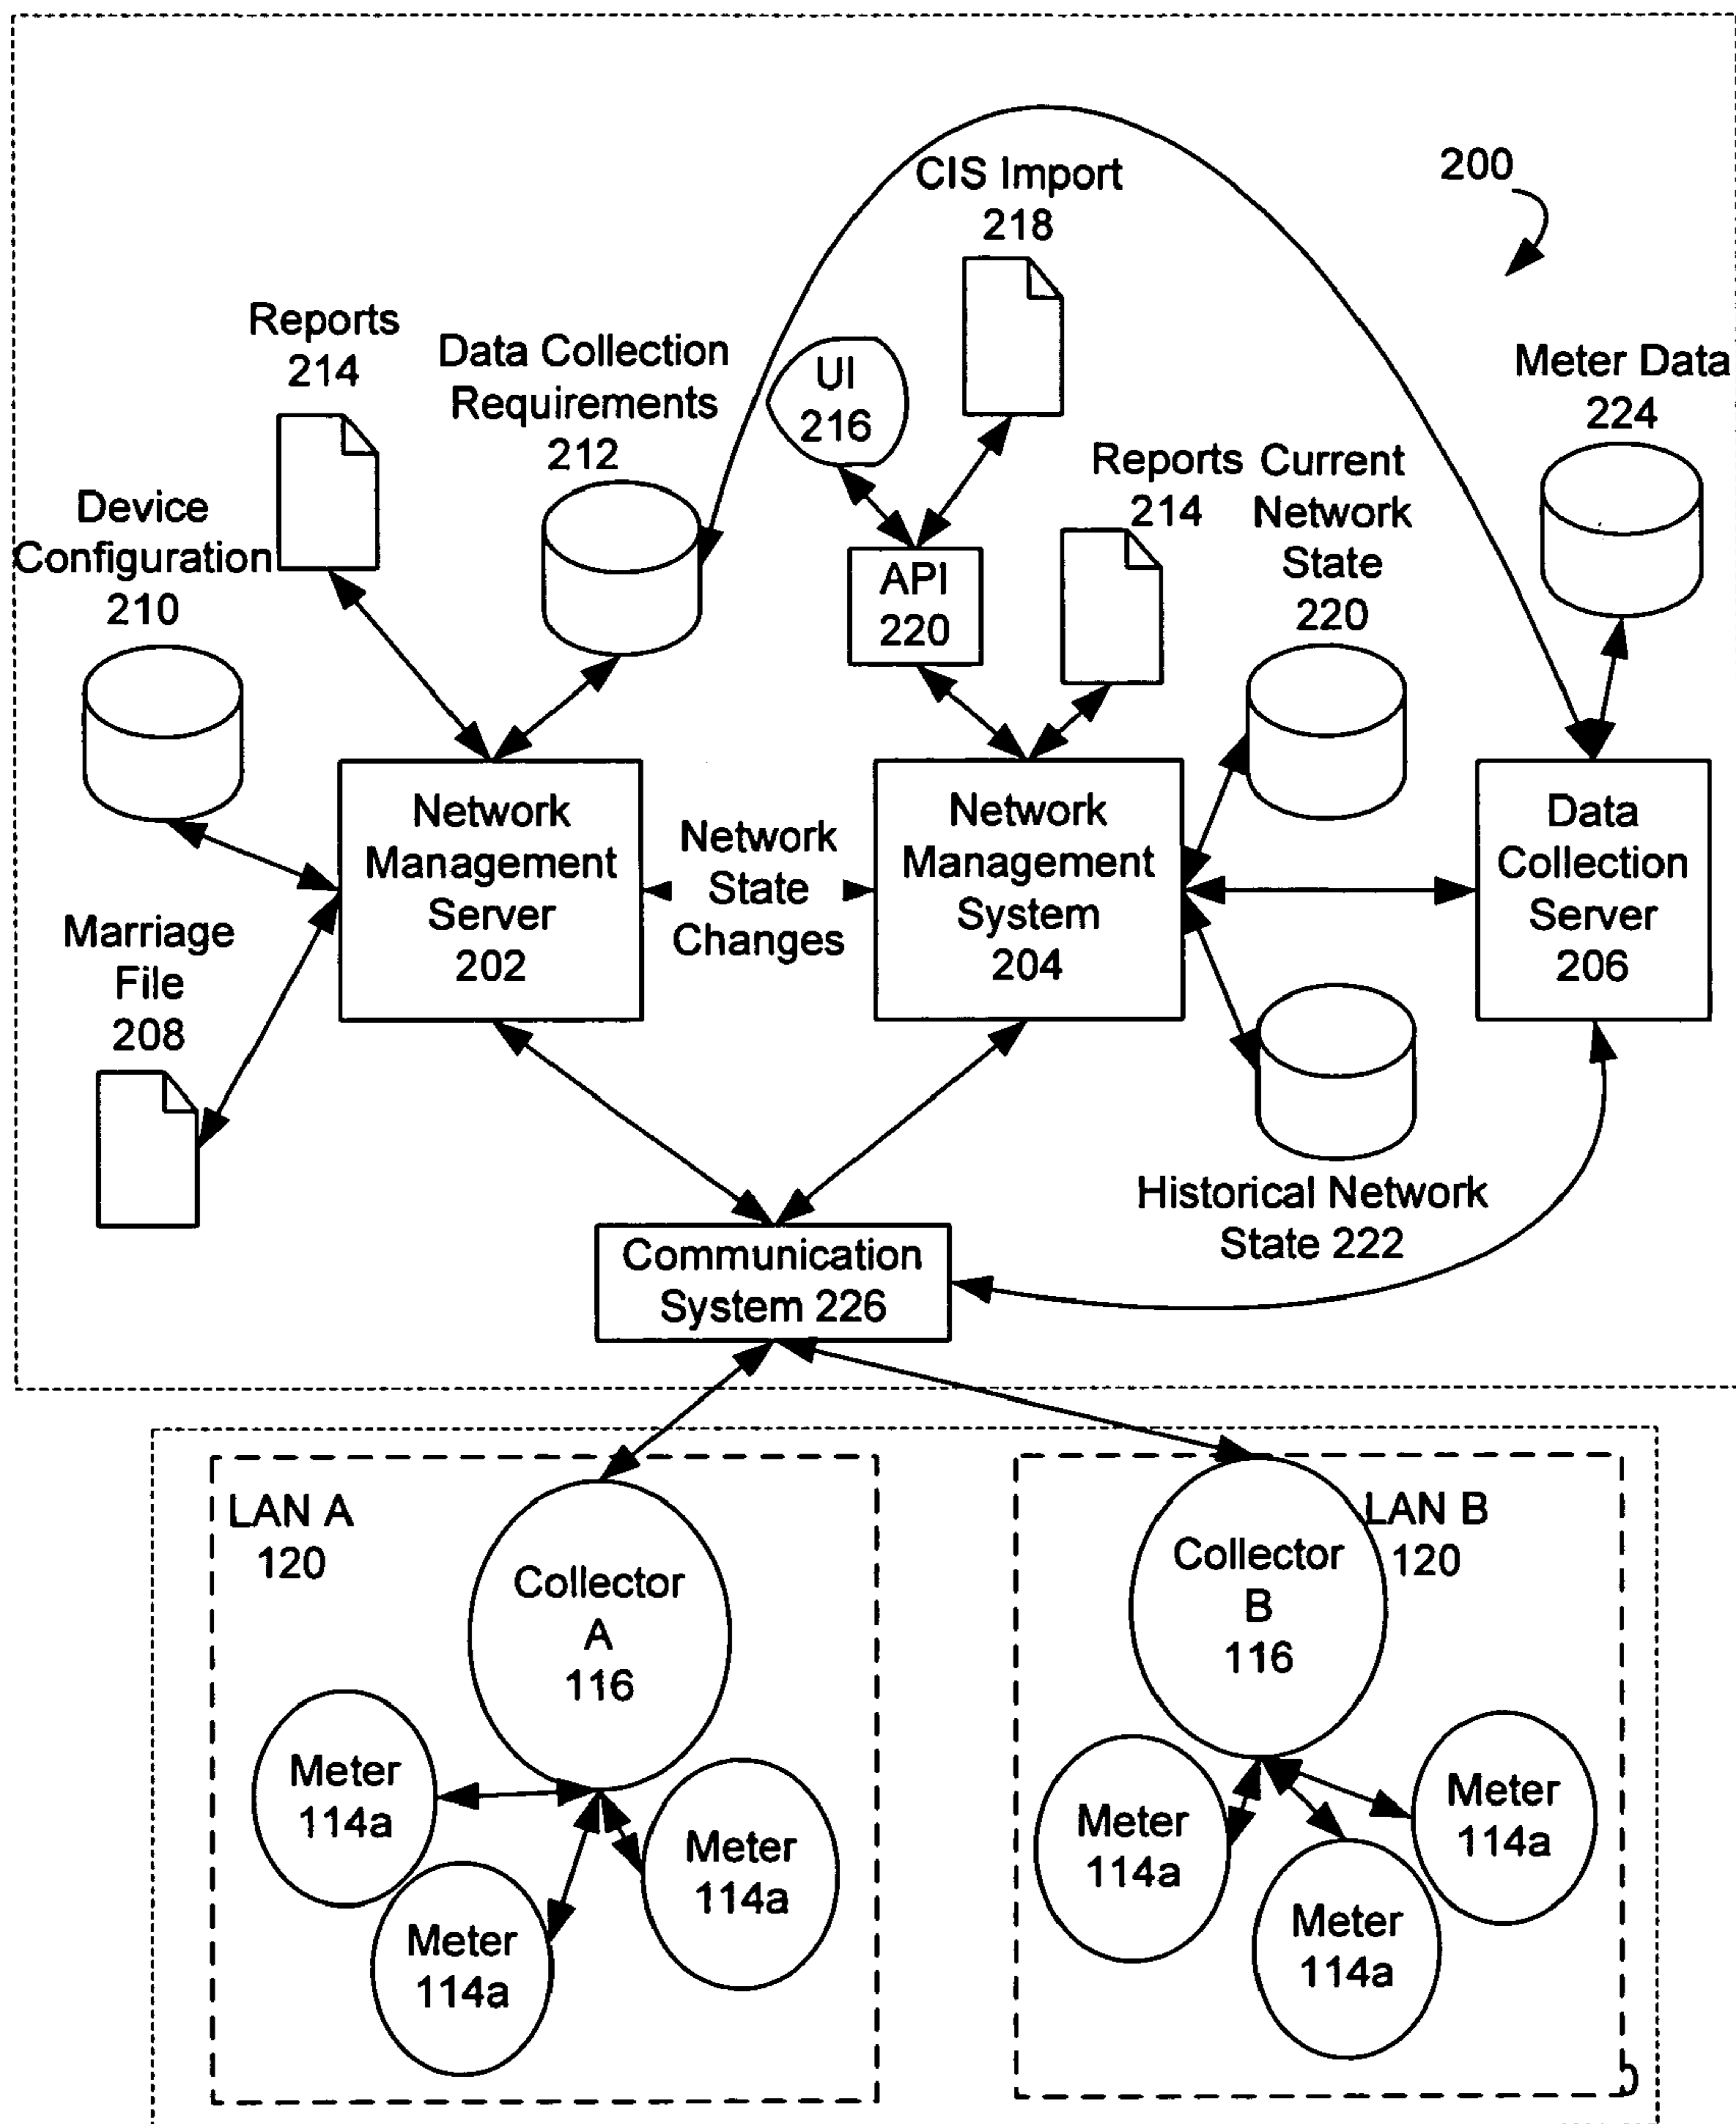 200
CIS Import
218
Reports
214
Data Collection
Requirements
212
UI
216
Meter Data
224
Reports
214
Current
Network
State
220
Device
Configuration
210
API
220
Network
Management
Server
202
Network
State
Changes
Network
Management
System
204
Data
Collection
Server
206
Marriage
File
208
Historical Network
State 222
Communication
System 226
LAN A
120
Collector
A
116
Meter
114a
Meter
114a
Meter
114a
LAN B
120
Collector
B
116
Meter
114a
Meter
114a
Meter
114a